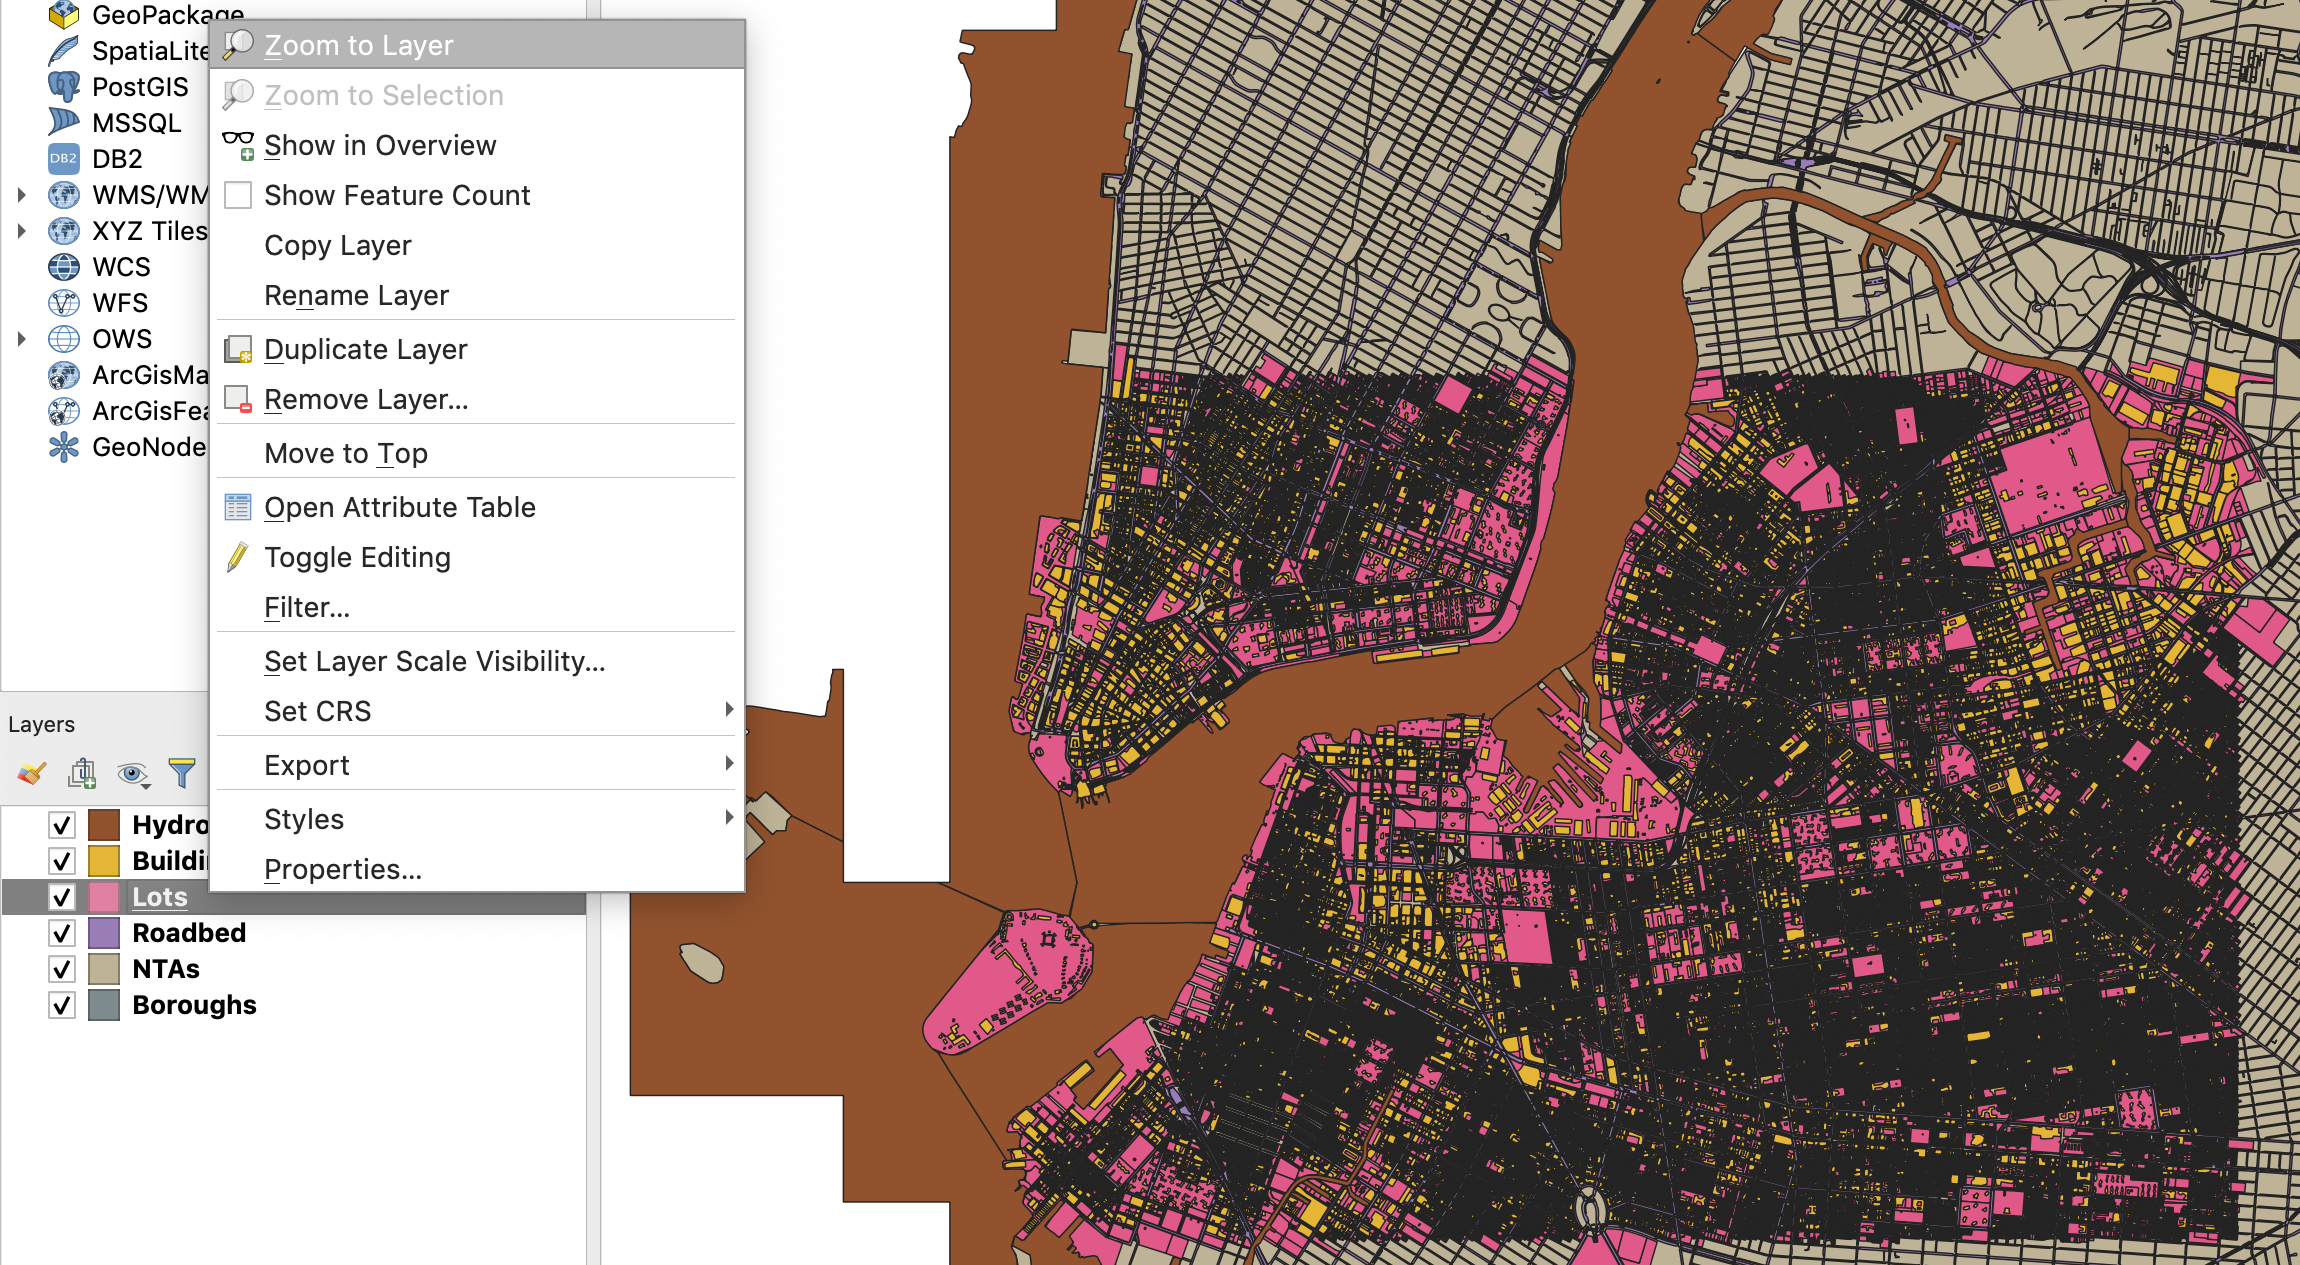 GeoPackage
SpatiaLite
PostGIS
MSSQL
DB2
DB2
WMS/WM
XYZ Tiles
WCS
WFS
OWS
ArcGisMa
ArcGisFea
GeoNode
Zoom to Layer
Zoom to Selection
Show in Overview
Show Feature Count
Copy Layer
Rename Layer
Duplicate Layer
Remove Layer...
Move to Top
Open Attribute Table
Toggle Editing
Filter...
Set Layer Scale Visibility...
Set CRS
Export
Styles
Properties...
Layers
Hydro
Buildi
Lots
Roadbed
NTAs
Boroughs